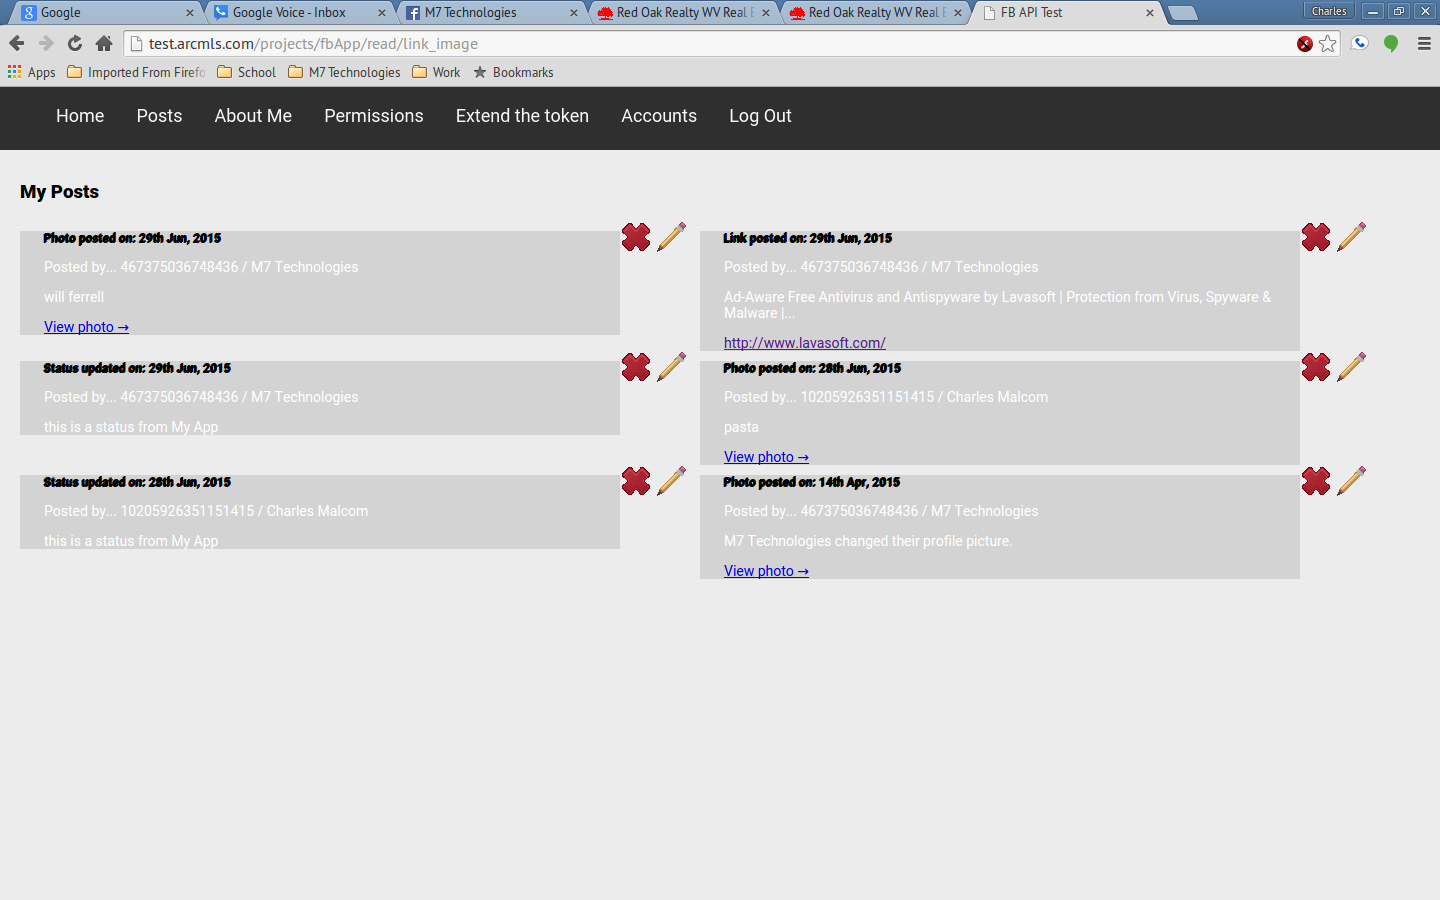 Google
Google Voice - Inbox
M7 Technologies
Red Oak Realty WV Real
Red Oak Realty WV Real
FB API Test
Charles
test.arcmls.com/projects/fbApp/read/link_image
Apps
Imported From Firefo
School
M7 Technologies
Work
Bookmarks
Home
Posts
About Me
Permissions
Extend the token
Accounts
Log Out
My Posts
Photo posted on: 29th Jun, 2015
Posted by... 467375036748436 / M7 Technologies
will ferrell
View photo →
Link posted on: 29th Jun, 2015
Posted by... 467375036748436 / M7 Technologies
Ad-Aware Free Antivirus and Antispyware by Lavasoft | Protection from Virus, Spyware &
Malware |...
http://www.lavasoft.com/
Status updated on: 29th Jun, 2015
Posted by... 467375036748436 / M7 Technologies
this is a status from My App
Photo posted on: 28th Jun, 2015
Posted by... 10205926351151415 / Charles Malcom
pasta
View photo →
Status updated on: 28th Jun, 2015
Posted by... 10205926351151415 / Charles Malcom
this is a status from My App
Photo posted on: 14th Apr, 2015
Posted by... 467375036748436 / M7 Technologies
M7 Technologies changed their profile picture.
View photo →